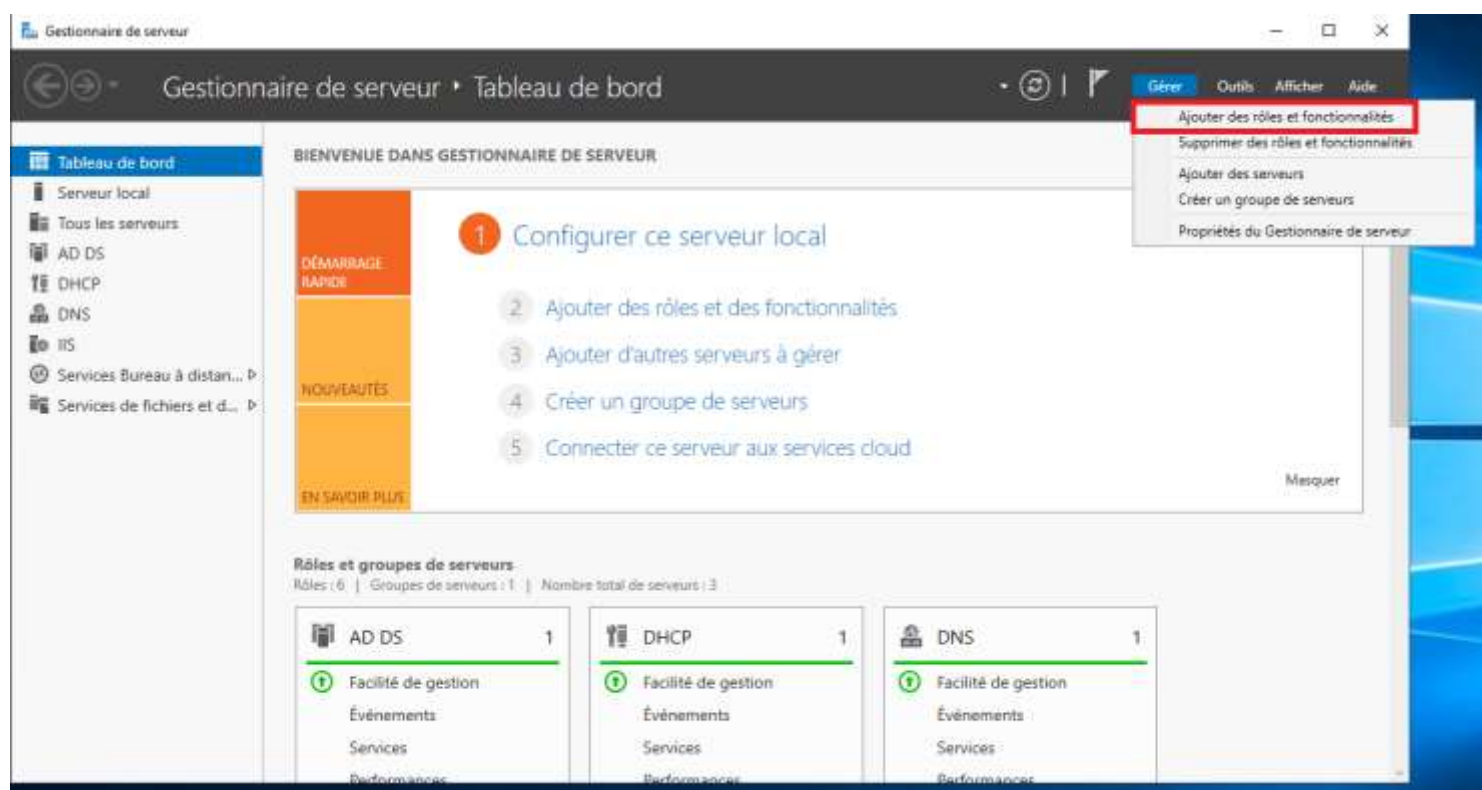 Gestionnaire de serveur
Gestionnaire de serveur ‣ Tableau de bord
Gérer Outils Afficher Aide
Ajouter des rôles et fonctionnalités
Supprimer des rôles et fonctionnalités
Ajouter des serveurs
Créer un groupe de serveurs
Propriétés du Gestionnaire de serveur
Tableau de bord
Serveur local
Tous les serveurs
AD DS
DHCP
DNS
IIS
Services Bureau à distan...
Services de fichiers et d...
BIENVENUE DANS GESTIONNAIRE DE SERVEUR
DÉMARRAGE
RAPIDE
NOUVEAUTÉS
EN SAVOIR PLUS
1 Configurer ce serveur local
2 Ajouter des rôles et des fonctionnalités
3 Ajouter d'autres serveurs à gérer
4 Créer un groupe de serveurs
5 Connecter ce serveur aux services cloud
Masquer
Rôles et groupes de serveurs
Rôles : 6 | Groupes de serveurs : 1 | Nombre total de serveurs : 3
AD DS 1
Facilité de gestion
Événements
Services
Performances
DHCP 1
Facilité de gestion
Événements
Services
Performances
DNS 1
Facilité de gestion
Événements
Services
Performances